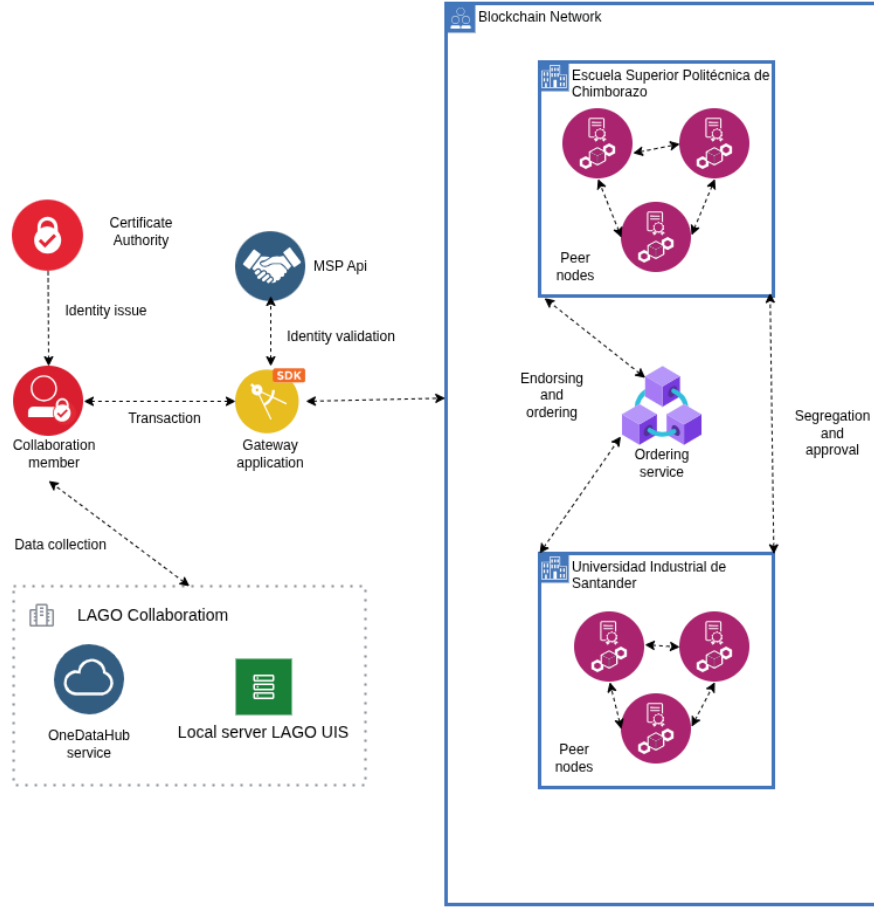 Blockchain Network
Escuela Superior Politécnica de
Chimborazo
Peer
nodes
Certificate
Authority
MSP Api
Identity issue
Identity validation
SDK
Transaction
Collaboration
member
Gateway
application
Endorsing
and
ordering
Ordering
service
Segregation
and
approval
Data collection
LAGO Collaboratiom
OneDataHub
service
Local server LAGO UIS
Universidad Industrial de
Santander
Peer
nodes